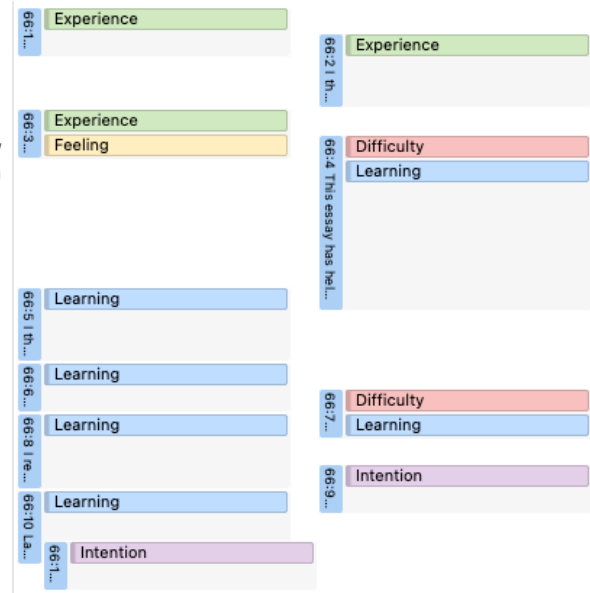 66:1...
Experience
66:2 I th...
Experience
66:3...
Experience
Feeling
66:4 This essay has hel...
Difficulty
Learning
66:5 I th...
Learning
66:6...
Learning
66:7...
Difficulty
Learning
66:8 I re...
Learning
66:9...
Intention
66:10 La...
Learning
66:1...
Intention